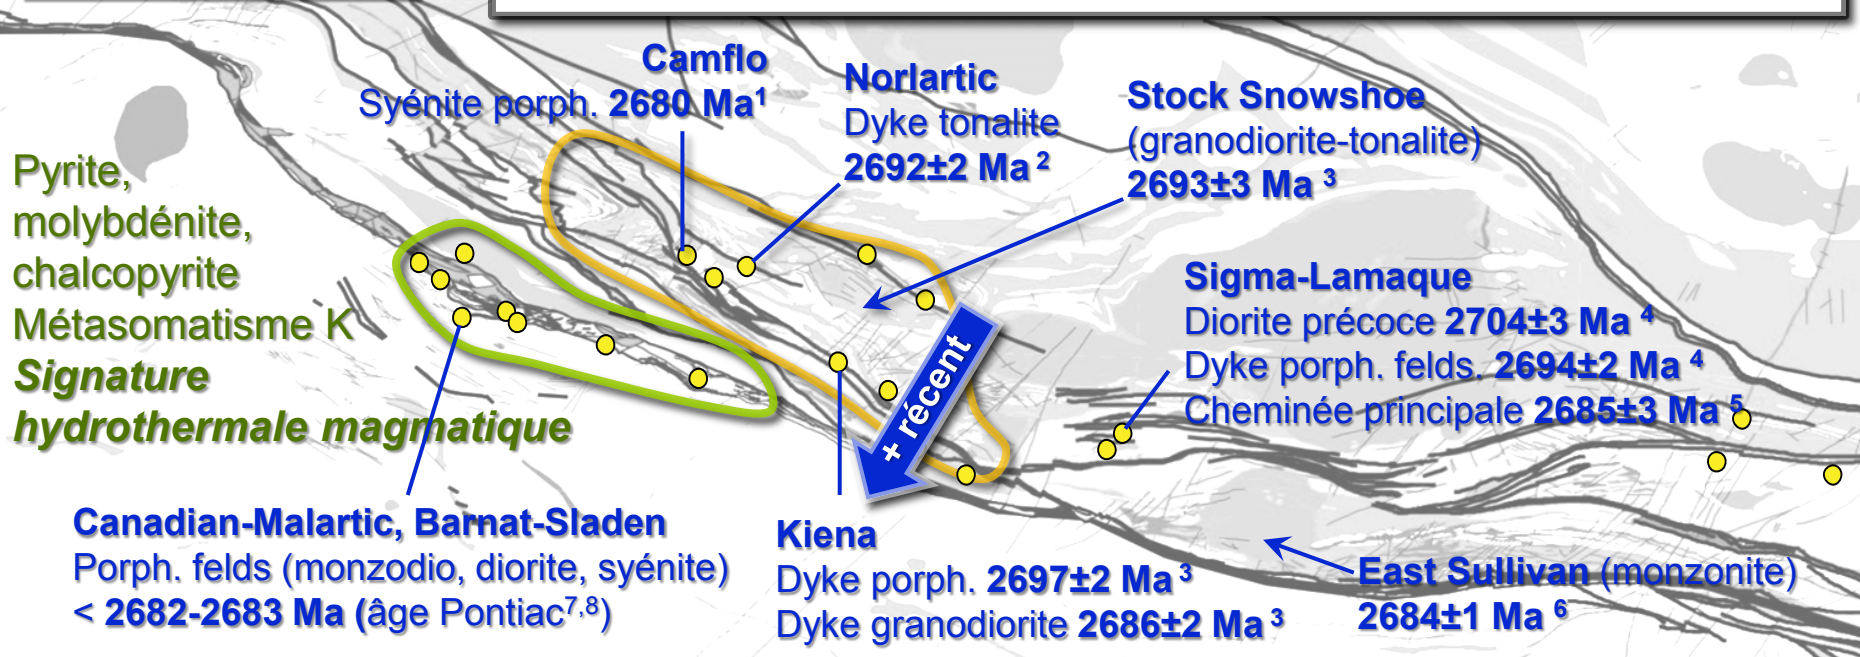 Camflo
Syénite porph. 2680 Ma¹
Norlartic
Dyke tonalite
2692±2 Ma ²
Stock Snowshoe
(granodiorite-tonalite)
2693±3 Ma ³
Pyrite,
molybdénite,
chalcopyrite
Métasomatisme K
Signature
hydrothermale magmatique
Sigma-Lamaque
Diorite précoce 2704±3 Ma ⁴
Dyke porph. felds. 2694±2 Ma ⁴
Cheminée principale 2685±3 Ma ⁵
+ récent
Canadian-Malartic, Barnat-Sladen
Porph. felds (monzodio, diorite, syénite)
< 2682-2683 Ma (âge Pontiac⁷,⁸)
Kiena
Dyke porph. 2697±2 Ma ³
Dyke granodiorite 2686±2 Ma ³
East Sullivan (monzonite)
2684±1 Ma ⁶